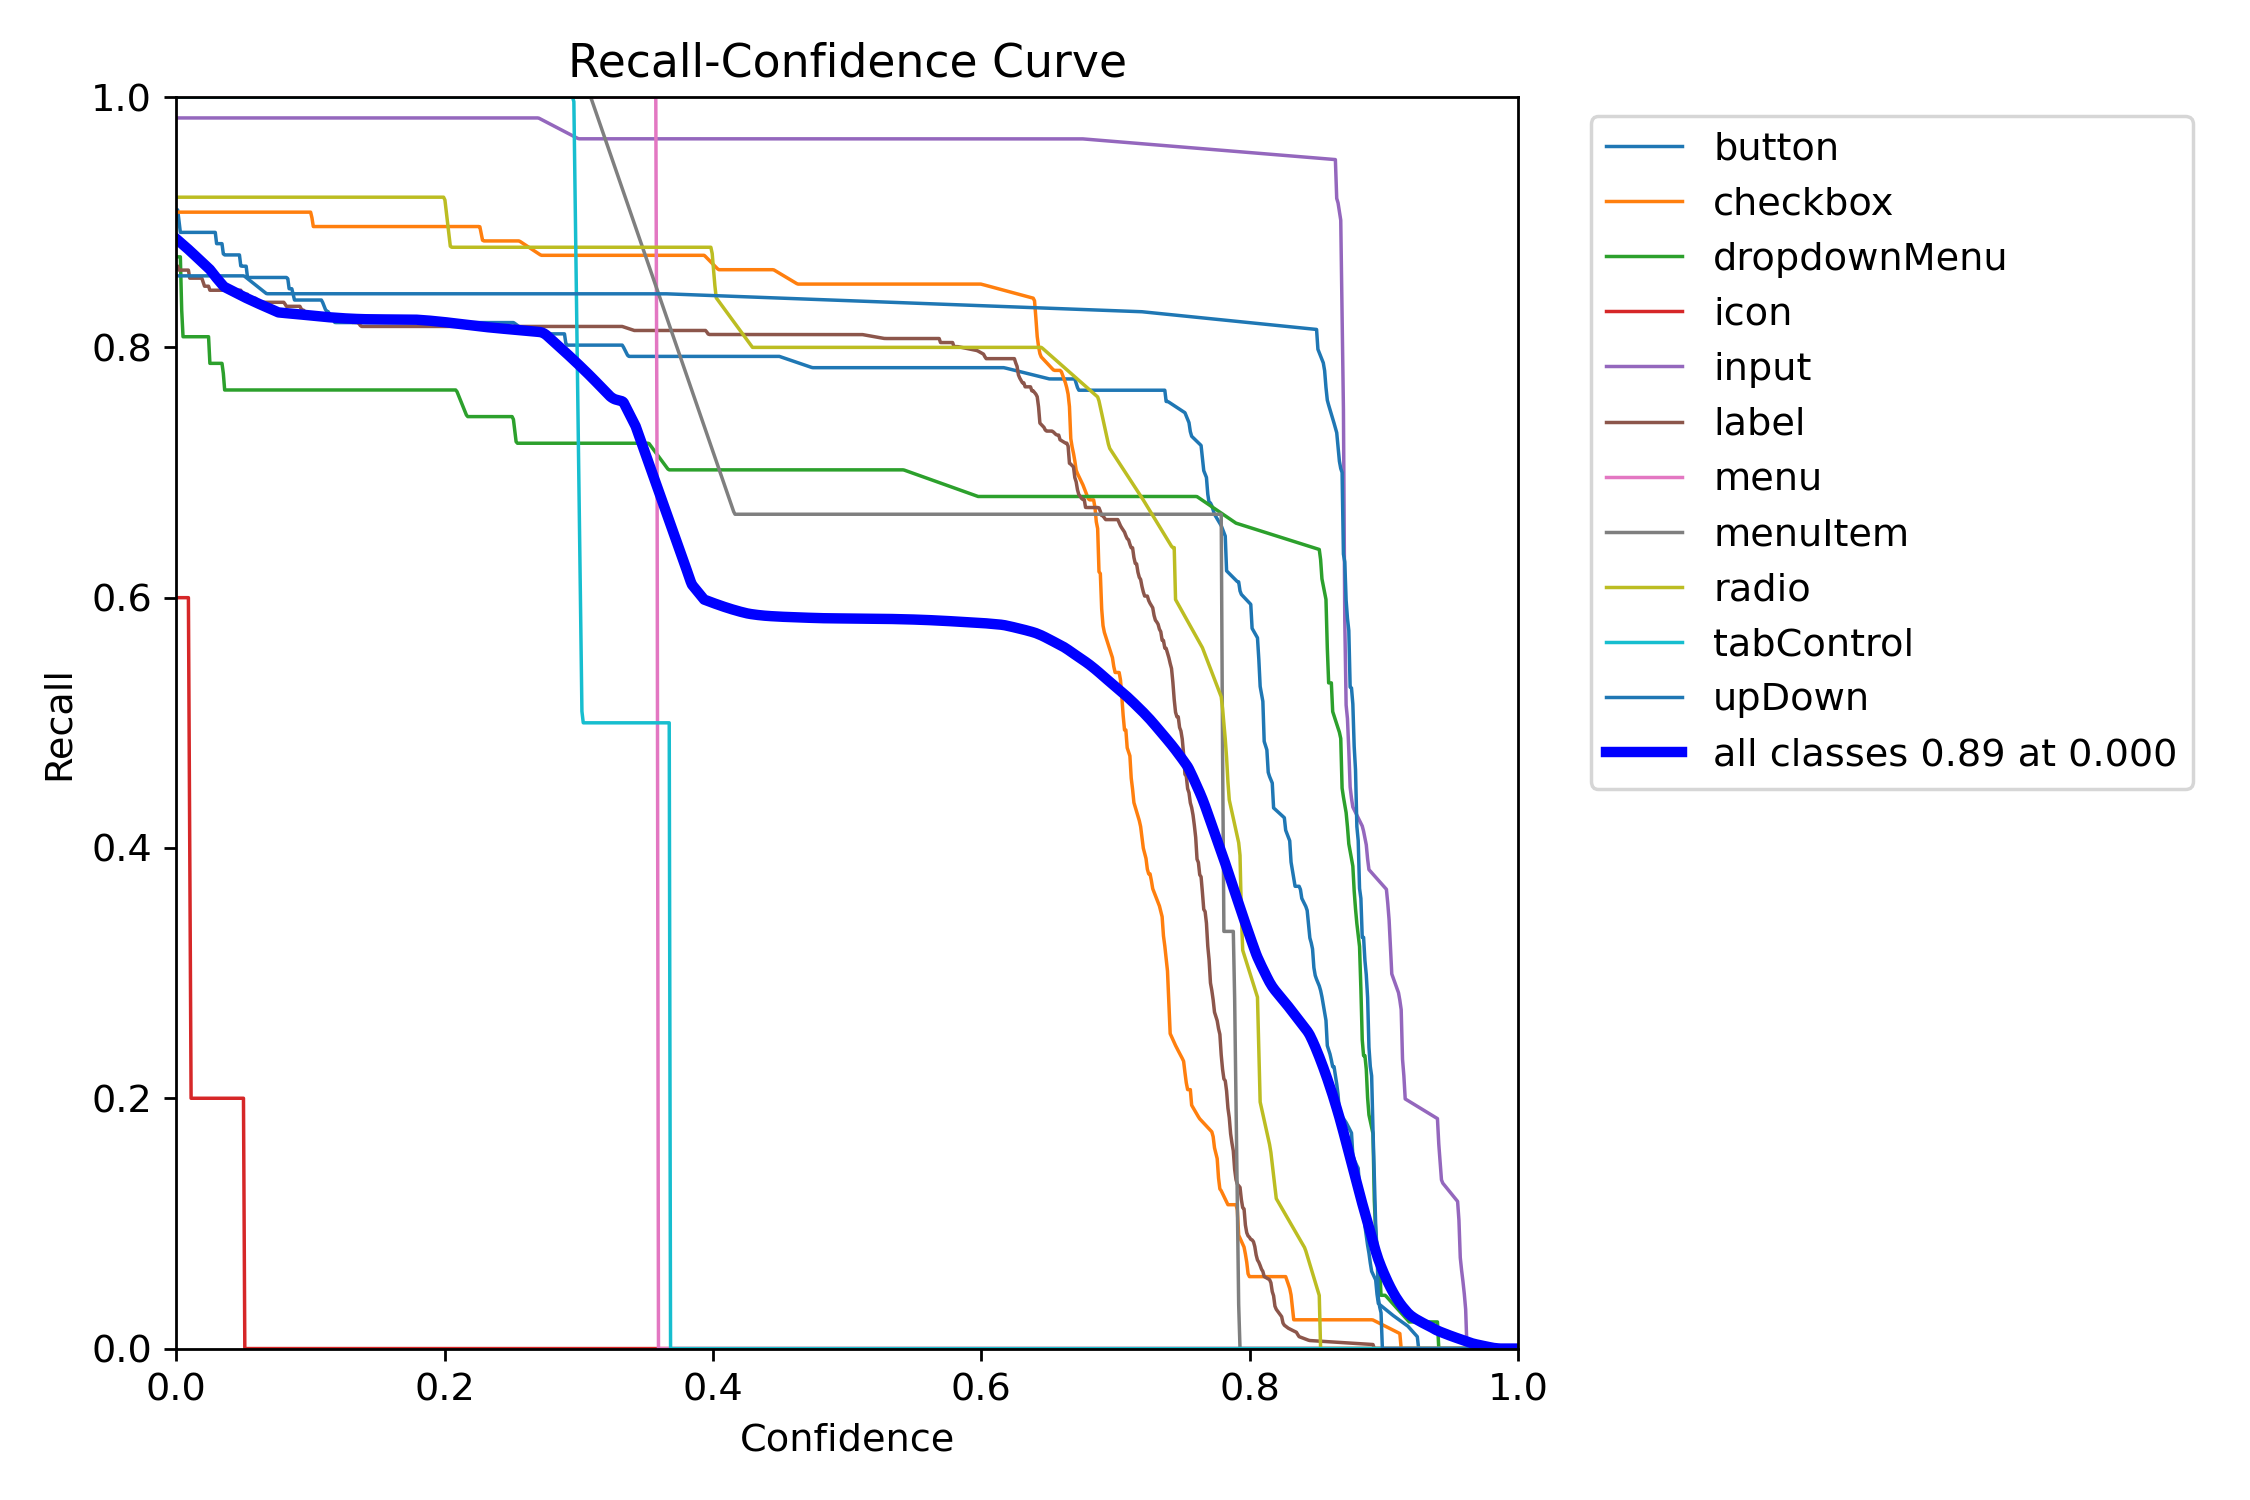 Recall-Confidence Curve
1.0
0.8
0.6
0.4
0.2
0.0
Recall
0.0 0.2 0.4 0.6 0.8 1.0
Confidence
button
checkbox
dropdownMenu
icon
input
label
menu
menuItem
radio
tabControl
upDown
all classes 0.89 at 0.000